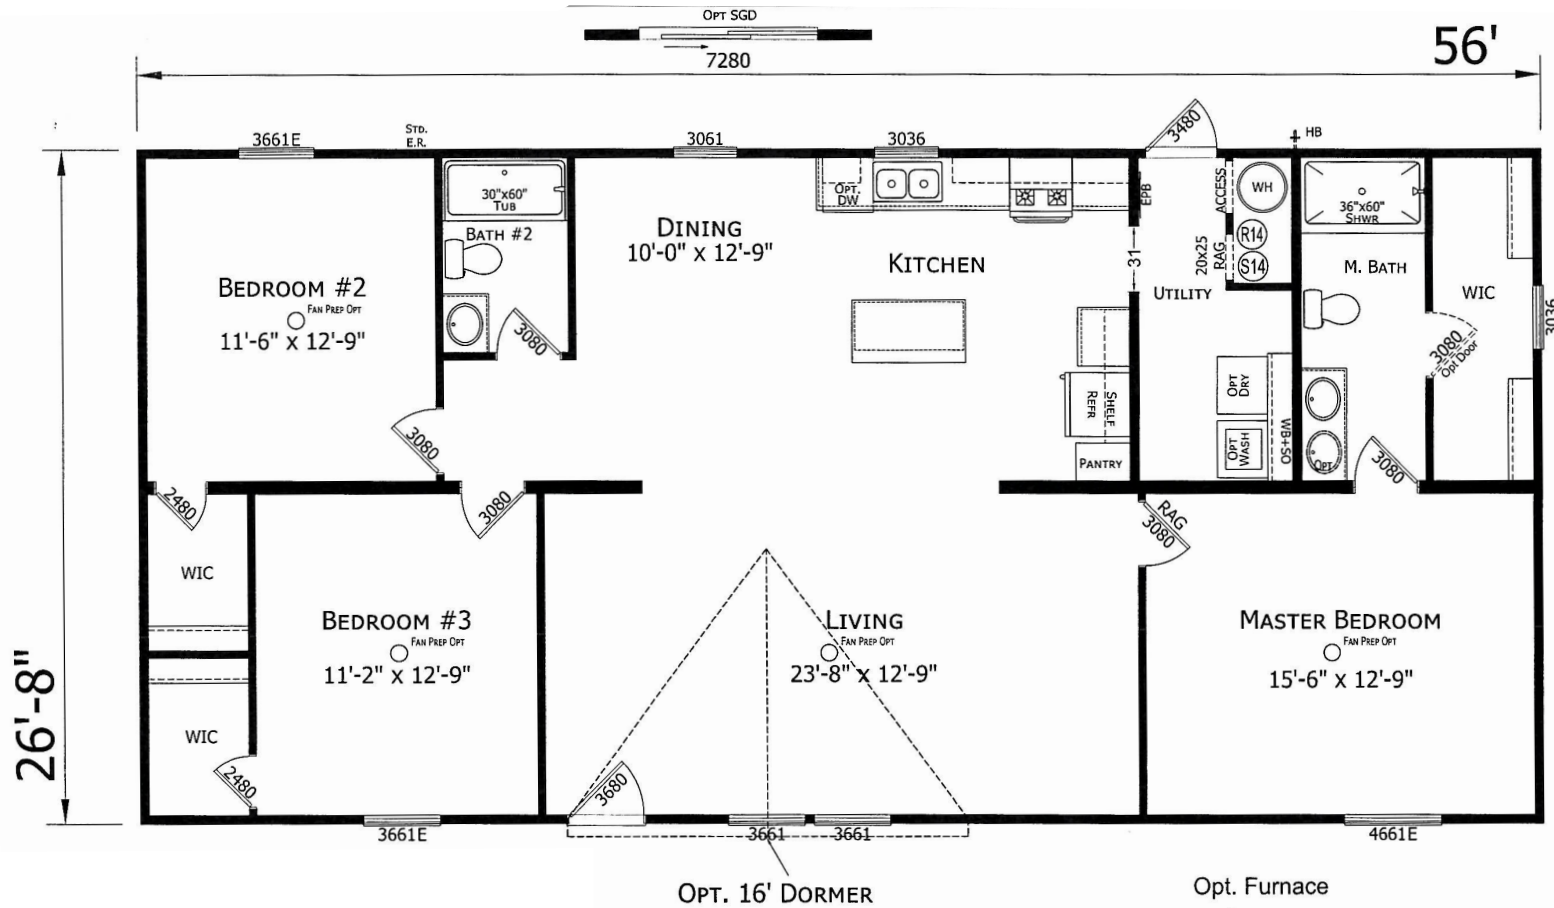 OPT SGD
7280
56'
3661E
STD.
E.R.
3061
3036
3480
HB
30"x60"
TUB
BATH #2
3080
BEDROOM #2
FAN PREP OPT
11'-6" x 12'-9"
3080
DINING
10'-0" x 12'-9"
OPT.
DW
KITCHEN
SHELF
REFR
PANTRY
EPB
31
ACCESS
20x25
RAG
WH
R14
S14
UTILITY
OPT
DRY
OPT
WASH
WB+SO
36"x60"
SHWR
M. BATH
OPT
3080
WIC
3080
Opt Door
3036
26'-8"
2480
WIC
WIC
2480
3080
BEDROOM #3
FAN PREP OPT
11'-2" x 12'-9"
LIVING
FAN PREP OPT
23'-8" x 12'-9"
RAG
3080
MASTER BEDROOM
FAN PREP OPT
15'-6" x 12'-9"
3680
3661E
3661
3661
4661E
OPT. 16' DORMER
Opt. Furnace